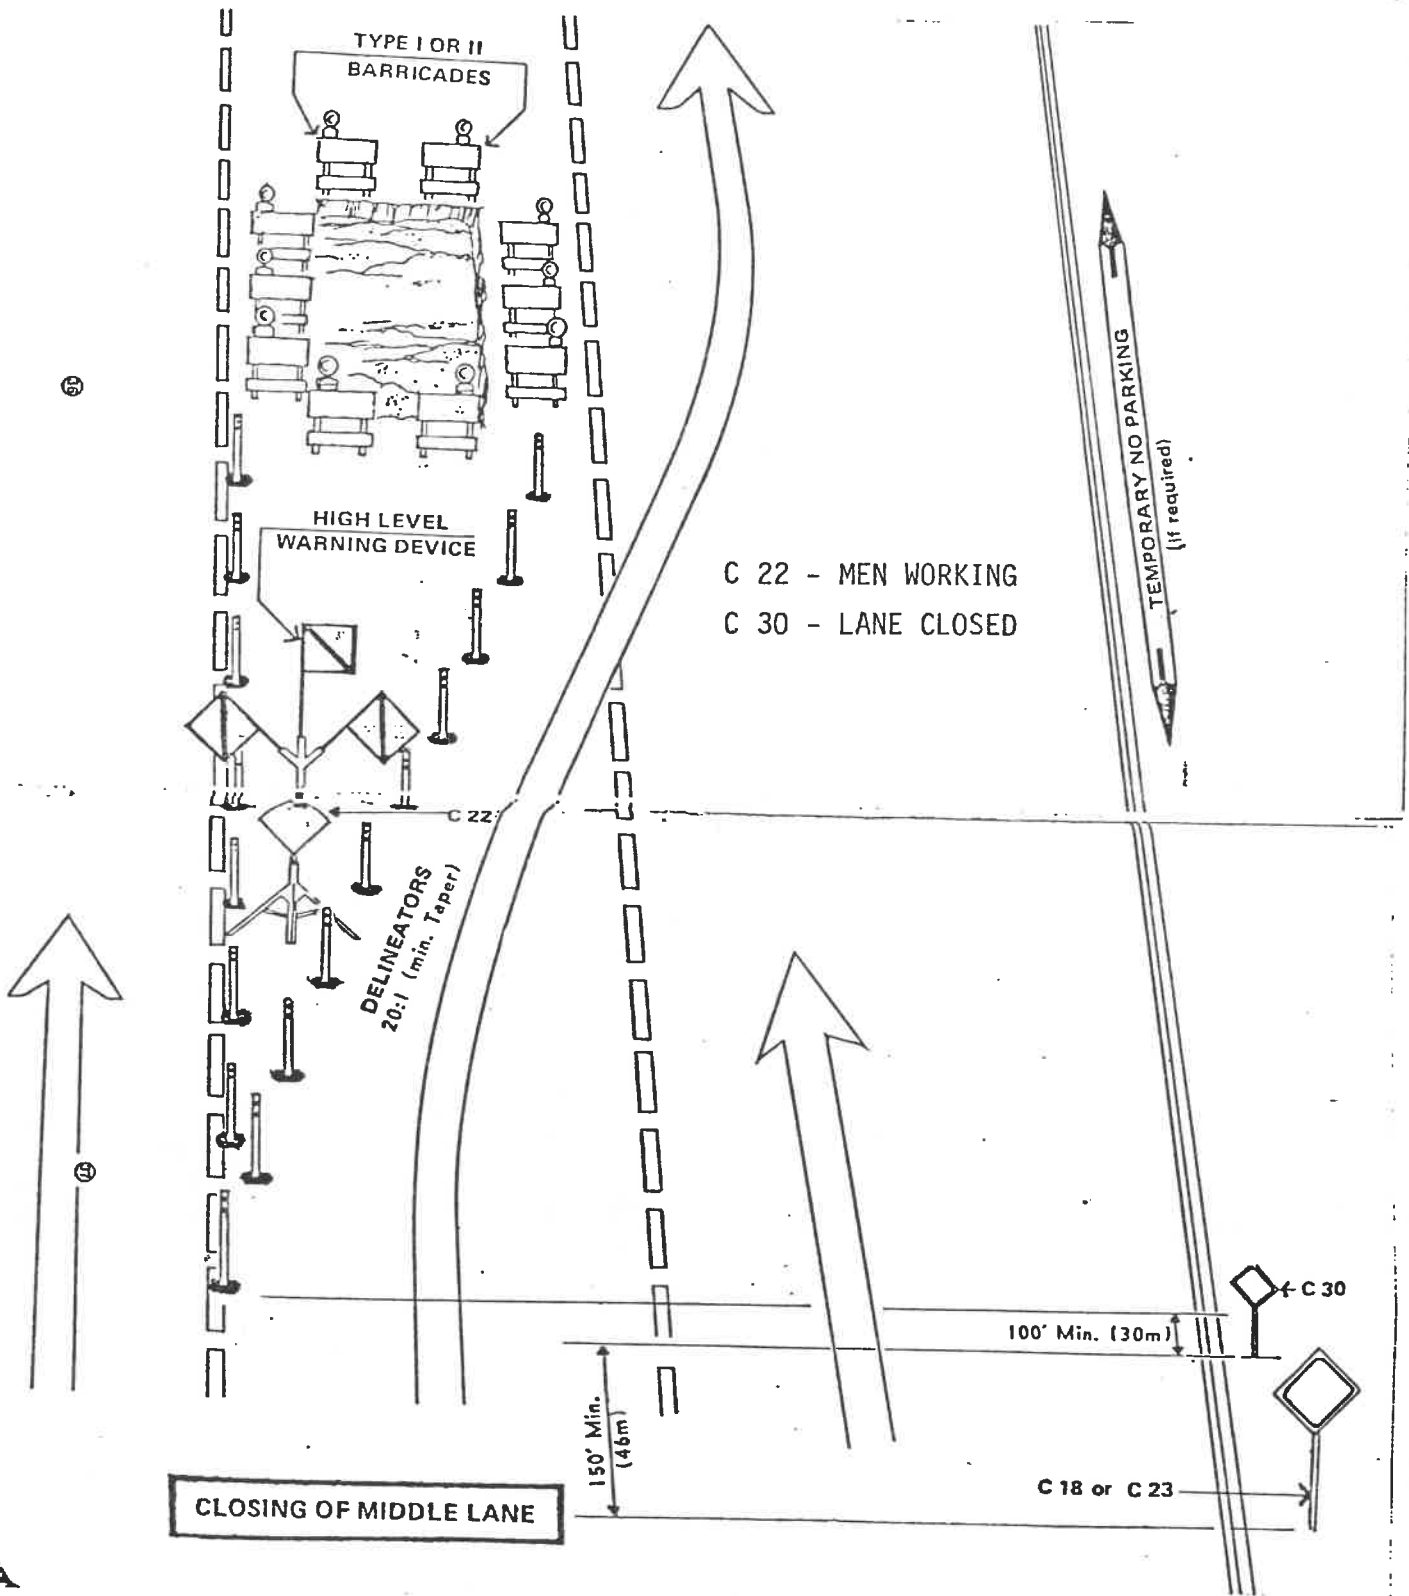 TYPE I OR II
BARRICADES
TEMPORARY NO PARKING
(If required)
HIGH LEVEL
WARNING DEVICE
C 22 - MEN WORKING
C 30 - LANE CLOSED
C 22
DELINEATORS
20:1 (min. Taper)
C 30
100' Min. (30m)
150' Min.
(46m)
C 18 or C 23
CLOSING OF MIDDLE LANE